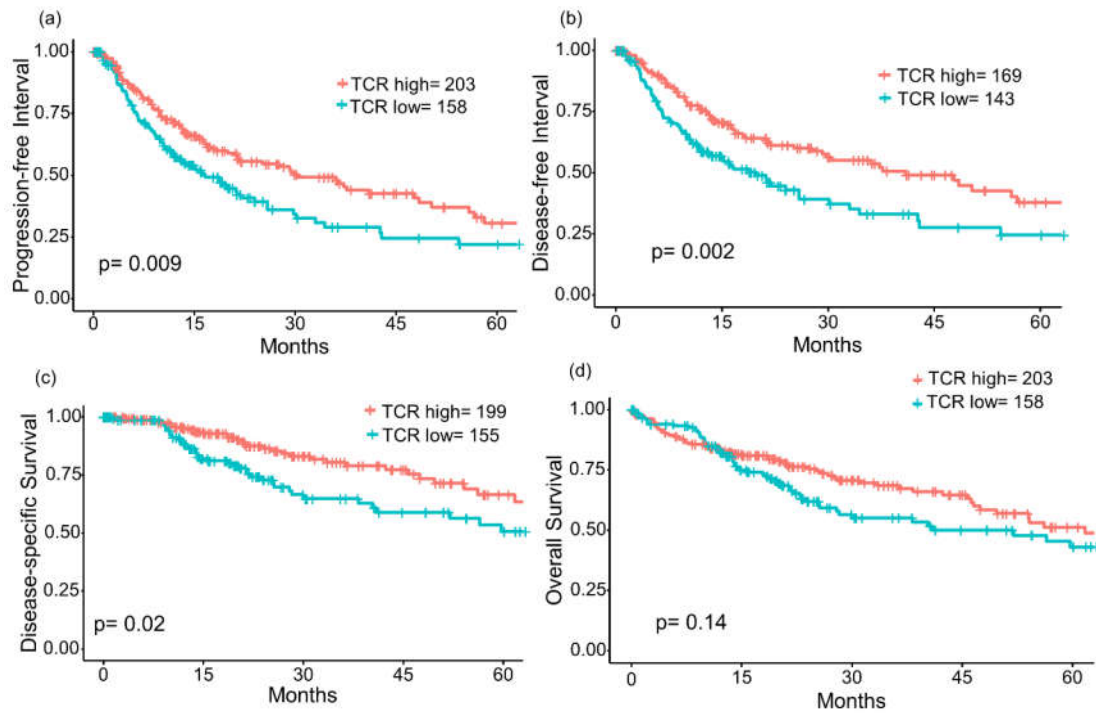 (a)
Progression-free Interval
1.00
0.75
0.50
0.25
0.00
TCR high= 203
TCR low= 158
p= 0.009
0 15 30 45 60
Months
(b)
Disease-free Interval
1.00
0.75
0.50
0.25
0.00
TCR high= 169
TCR low= 143
p= 0.002
0 15 30 45 60
Months
(c)
Disease-specific Survival
1.00
0.75
0.50
0.25
0.00
TCR high= 199
TCR low= 155
p= 0.02
0 15 30 45 60
Months
(d)
Overall Survival
1.00
0.75
0.50
0.25
0.00
TCR high= 203
TCR low= 158
p= 0.14
0 15 30 45 60
Months